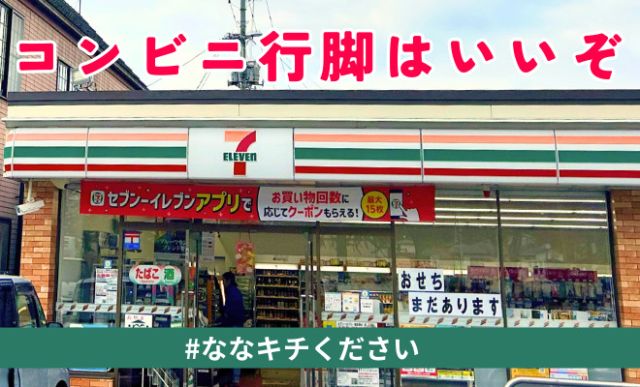 コンビニ行脚はいいぞ
7
ELEVEN
セブン-イレブンアプリで
お買い物回数に
応じてクーポンもらえる!
最大
15枚
たばこ 酒
おせち
まだあります
#ななキチください